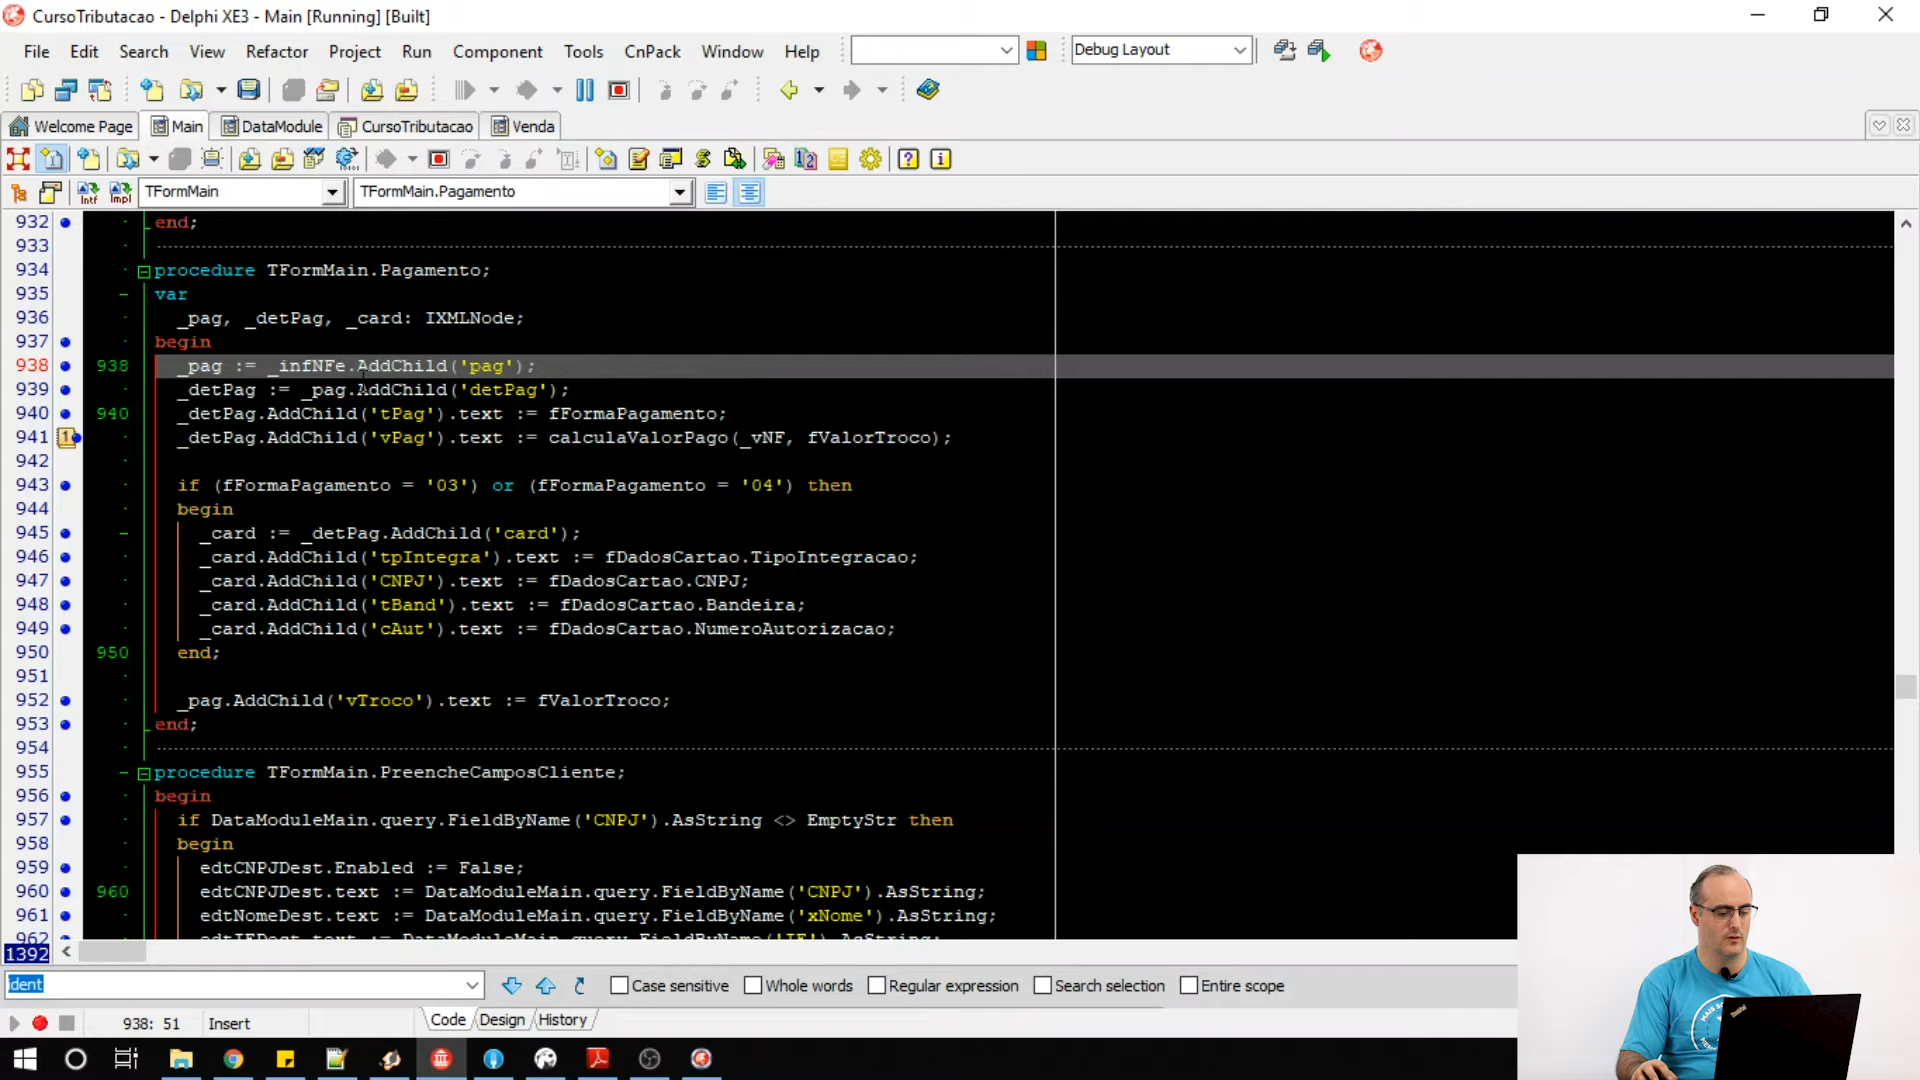 CursoTributacao - Delphi XE3 - Main [Running] [Built]
File Edit Search View Refactor Project Run Component Tools CnPack Window Help Debug Layout
Welcome Page Main DataModule CursoTributacao Venda
Intf Impl TFormMain TFormMain.Pagamento
932 end;
933
934 procedure TFormMain.Pagamento;
935 var
936 _pag, _detPag, _card: IXMLNode;
937 begin
938 938 _pag := _infNFe.AddChild('pag');
939 _detPag := _pag.AddChild('detPag');
940 940 _detPag.AddChild('tPag').text := fFormaPagamento;
941 1 _detPag.AddChild('vPag').text := calculaValorPago(_vNF, fValorTroco);
942
943 if (fFormaPagamento = '03') or (fFormaPagamento = '04') then
944 begin
945 _card := _detPag.AddChild('card');
946 _card.AddChild('tpIntegra').text := fDadosCartao.TipoIntegracao;
947 _card.AddChild('CNPJ').text := fDadosCartao.CNPJ;
948 _card.AddChild('tBand').text := fDadosCartao.Bandeira;
949 _card.AddChild('cAut').text := fDadosCartao.NumeroAutorizacao;
950 950 end;
951
952 _pag.AddChild('vTroco').text := fValorTroco;
953 end;
954
955 procedure TFormMain.PreencheCamposCliente;
956 begin
957 if DataModuleMain.query.FieldByName('CNPJ').AsString <> EmptyStr then
958 begin
959 edtCNPJDest.Enabled := False;
960 960 edtCNPJDest.text := DataModuleMain.query.FieldByName('CNPJ').AsString;
961 edtNomeDest.text := DataModuleMain.query.FieldByName('xNome').AsString;
962 edtIEDest.text := DataModuleMain.query.FieldByName('IE').AsString;
1392
ident Case sensitive Whole words Regular expression Search selection Entire scope
938: 51 Insert Code Design History